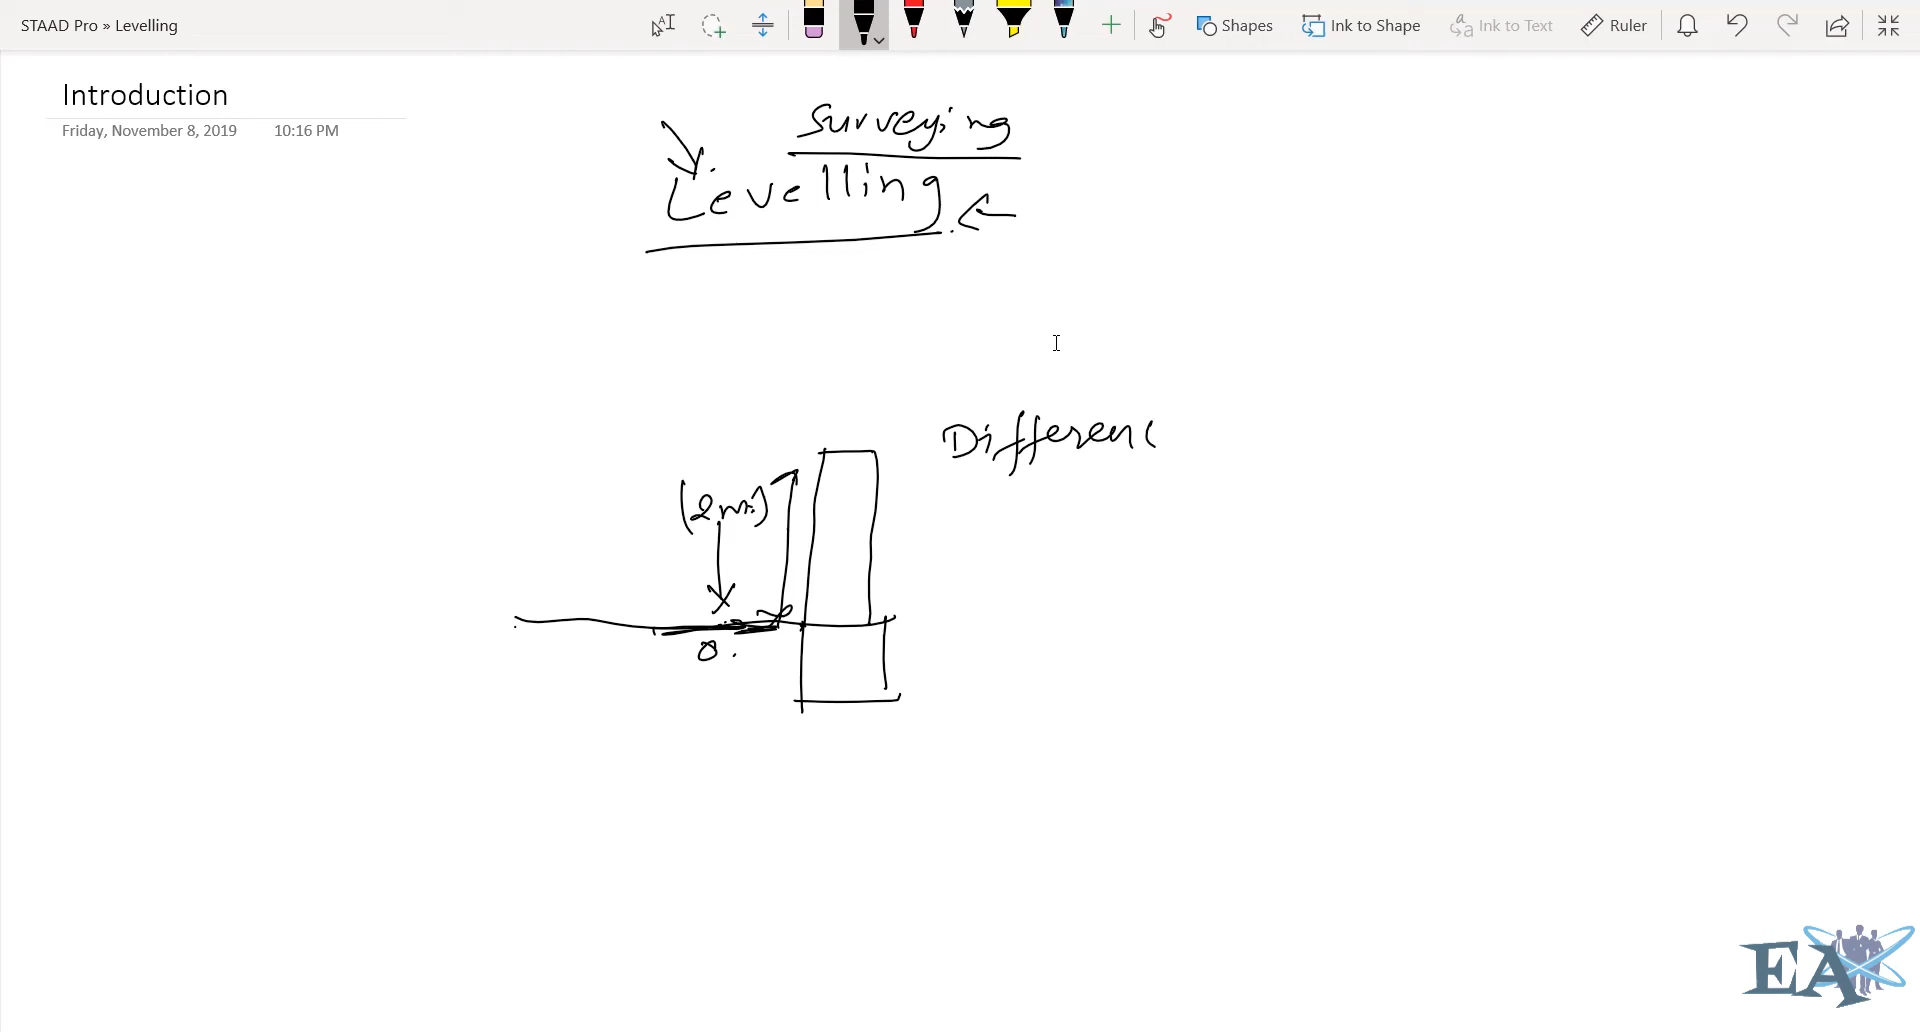 STAAD Pro » Levelling
Shapes
Ink to Shape
Ink to Text
Ruler
Introduction
Friday, November 8, 2019 10:16 PM
Surveying
Levelling
Differenc
(2m)
0.
EA